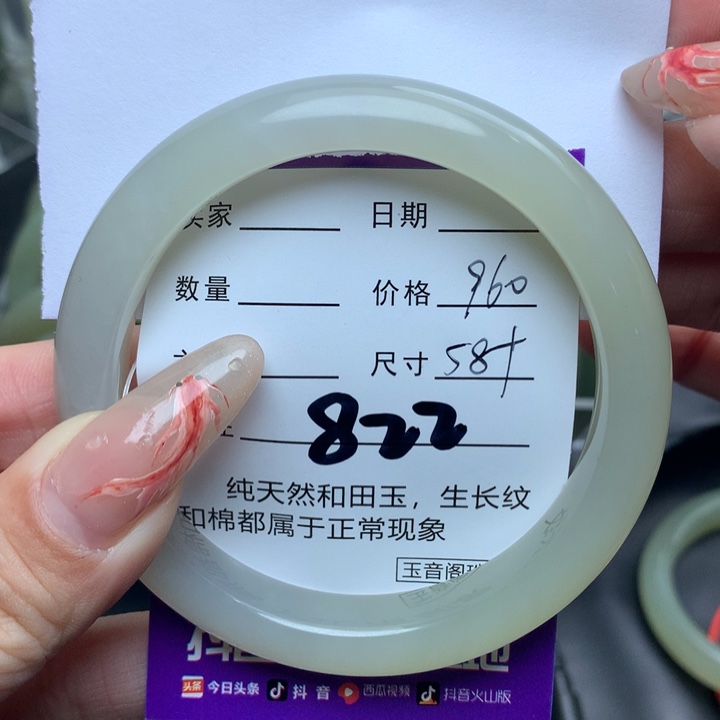 家 日期
数量 价格 960
尺寸 58+
822
纯天然和田玉，生长纹
和棉都属于正常现象
玉音阁
头条 今日头条 抖音 西瓜视频 抖音火山版